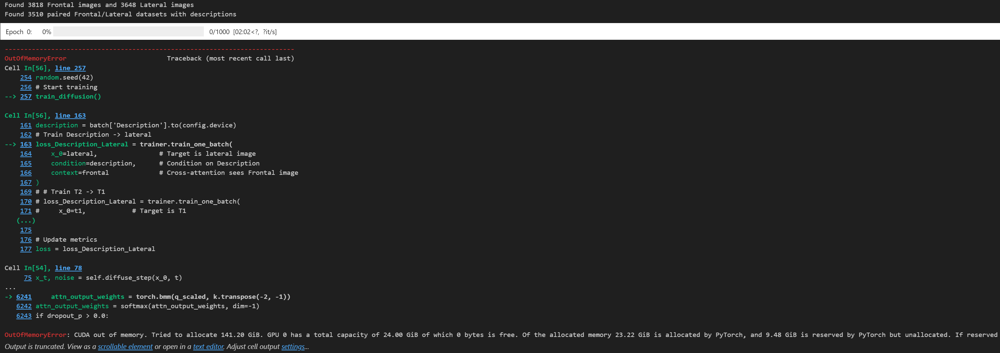 Found 3818 Frontal images and 3648 Lateral images
Found 3510 paired Frontal/Lateral datasets with descriptions
Epoch 0: 0% 0/1000 [02:02<?, ?it/s]
---------------------------------------------------------------------------
OutOfMemoryError                          Traceback (most recent call last)
Cell In[56], line 257
    254 random.seed(42)
    256 # Start training
--> 257 train_diffusion()
Cell In[56], line 163
    161 description = batch['Description'].to(config.device)
    162 # Train Description -> lateral
--> 163 loss_Description_Lateral = trainer.train_one_batch(
    164     x_0=lateral,                # Target is lateral image
    165     condition=description,      # Condition on Description
    166     context=frontal             # Cross-attention sees Frontal image
    167 )
    169 # # Train T2 -> T1
    170 # loss_Description_Lateral = trainer.train_one_batch(
    171 #     x_0=t1,              # Target is T1
   (...)
    175
    176 # Update metrics
    177 loss = loss_Description_Lateral
Cell In[54], line 78
     75 x_t, noise = self.diffuse_step(x_0, t)
...
-> 6241     attn_output_weights = torch.bmm(q_scaled, k.transpose(-2, -1))
   6242 attn_output_weights = softmax(attn_output_weights, dim=-1)
   6243 if dropout_p > 0.0:
OutOfMemoryError: CUDA out of memory. Tried to allocate 141.20 GiB. GPU 0 has a total capacity of 24.00 GiB of which 0 bytes is free. Of the allocated memory 23.22 GiB is allocated by PyTorch, and 9.48 GiB is reserved by PyTorch but unallocated. If reserved
Output is truncated. View as a scrollable element or open in a text editor. Adjust cell output settings...